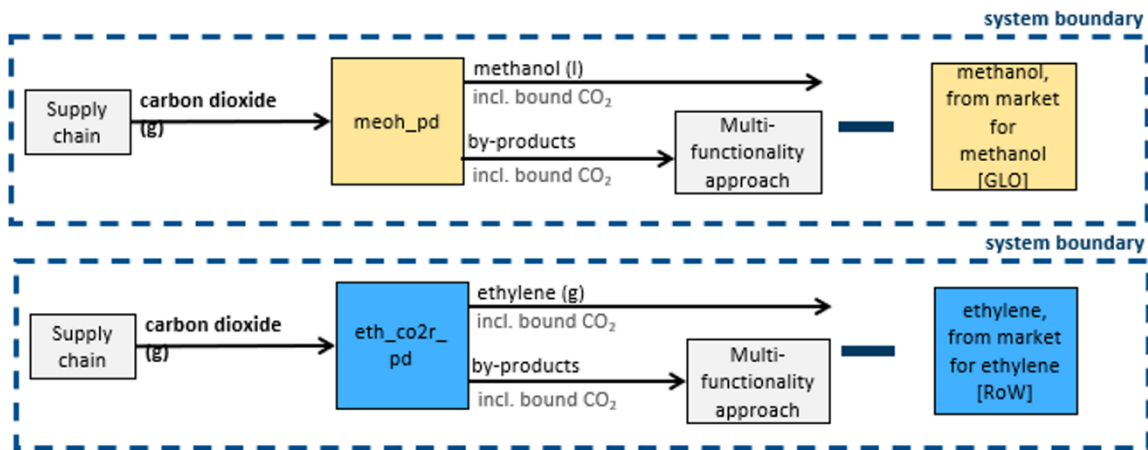 system boundary
Supply
chain
carbon dioxide
(g)
meoh_pd
methanol (l)
incl. bound CO₂
by-products
incl. bound CO₂
Multi-
functionality
approach
methanol,
from market
for
methanol
[GLO]
system boundary
Supply
chain
carbon dioxide
(g)
eth_co2r_
pd
ethylene (g)
incl. bound CO₂
by-products
incl. bound CO₂
Multi-
functionality
approach
ethylene,
from market
for ethylene
[RoW]